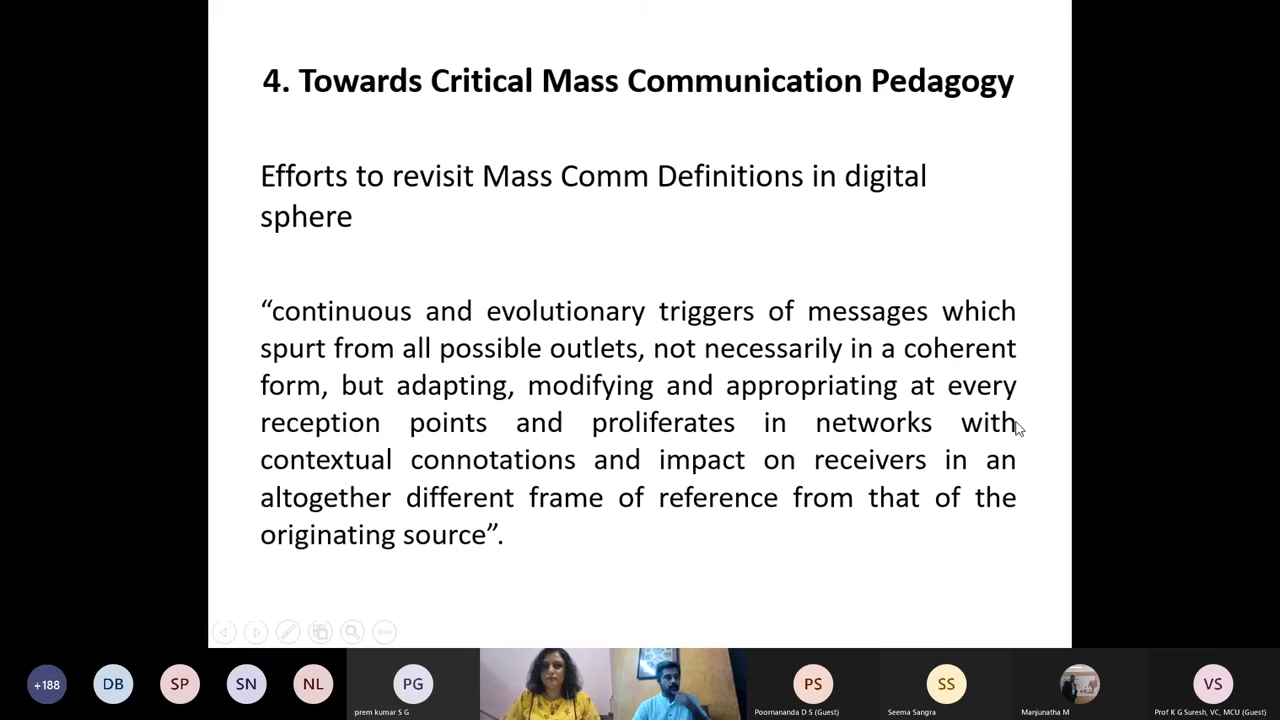 4. Towards Critical Mass Communication Pedagogy
Efforts to revisit Mass Comm Definitions in digital
sphere
“continuous and evolutionary triggers of messages which
spurt from all possible outlets, not necessarily in a coherent
form, but adapting, modifying and appropriating at every
reception points and proliferates in networks with
contextual connotations and impact on receivers in an
altogether different frame of reference from that of the
originating source”.
+188
DB
SP
SN
NL
PG
prem kumar S G
PS
Poornananda D S (Guest)
SS
Seema Sangra
Manjunatha M
VS
Prof K G Suresh, VC, MCU (Guest)